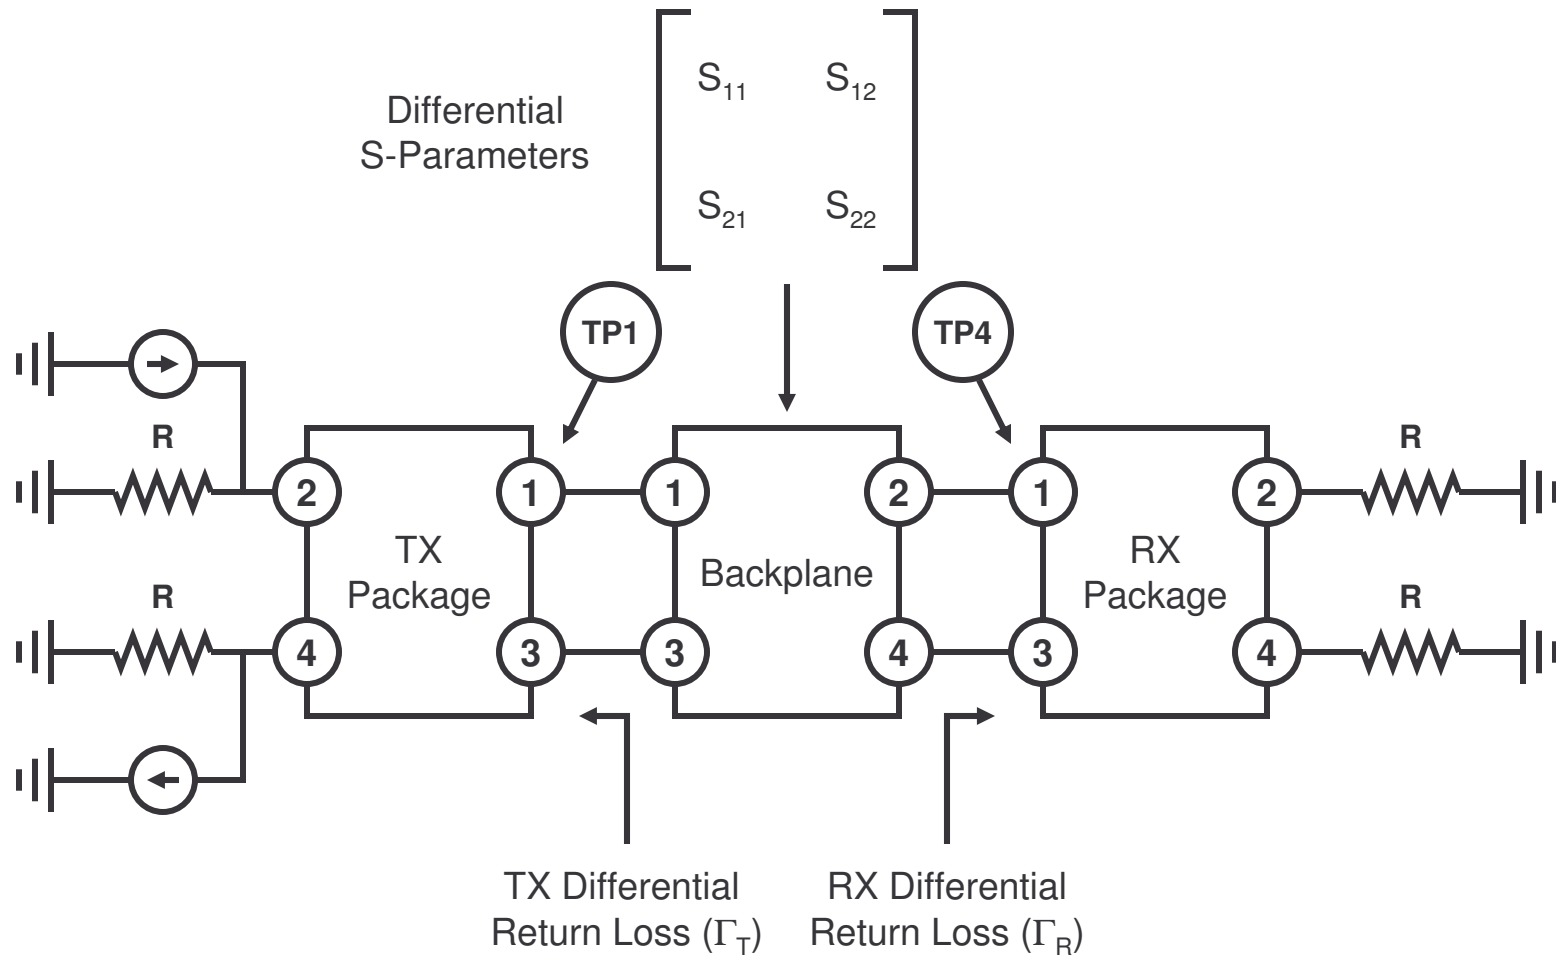 Differential
S-Parameters
S11 S12
S21 S22
TP1 TP4
R R
2 1 1 2 1 2
TX
Package
Backplane
RX
Package
R R
4 3 3 4 3 4
TX Differential
Return Loss (ΓT)
RX Differential
Return Loss (ΓR)